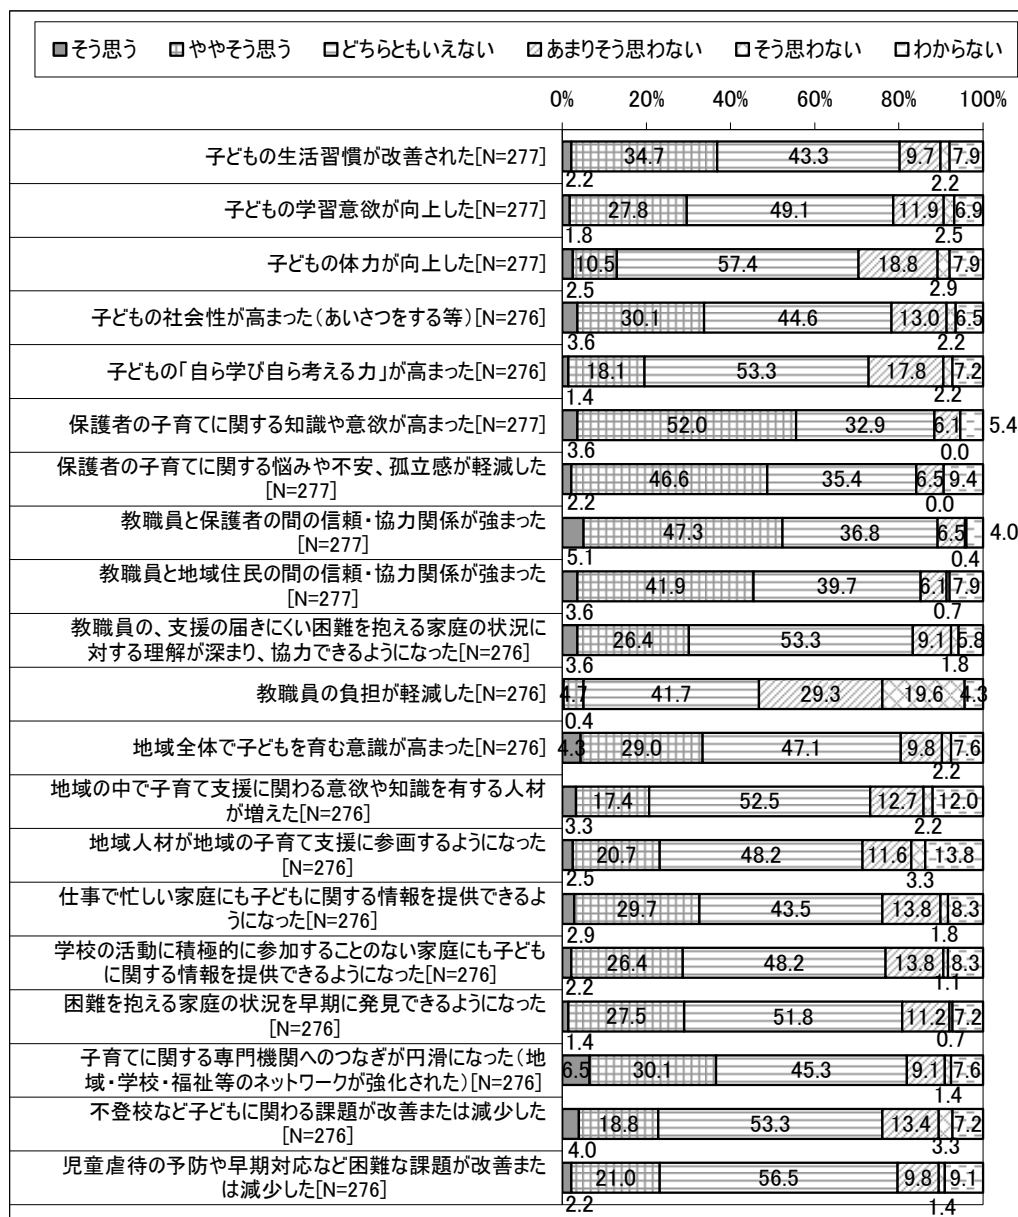 そう思う ややそう思う どちらともいえない あまりそう思わない そう思わない わからない
0% 20% 40% 60% 80% 100%
子どもの生活習慣が改善された[N=277] 34.7 43.3 9.7 7.9
2.2 2.2
子どもの学習意欲が向上した[N=277] 27.8 49.1 11.9 6.9
1.8 2.5
子どもの体力が向上した[N=277] 10.5 57.4 18.8 7.9
2.5 2.9
子どもの社会性が高まった(あいさつをする等)[N=276] 30.1 44.6 13.0 6.5
3.6 2.2
子どもの「自ら学び自ら考える力」が高まった[N=276] 18.1 53.3 17.8 7.2
1.4 2.2
保護者の子育てに関する知識や意欲が高まった[N=277] 52.0 32.9 6.1 5.4
3.6 0.0
保護者の子育てに関する悩みや不安、孤立感が軽減した
[N=277] 46.6 35.4 6.5 9.4
2.2 0.0
教職員と保護者の間の信頼・協力関係が強まった
[N=277] 47.3 36.8 6.5 4.0
5.1 0.4
教職員と地域住民の間の信頼・協力関係が強まった
[N=277] 41.9 39.7 6.1 7.9
3.6 0.7
教職員の、支援の届きにくい困難を抱える家庭の状況に
対する理解が深まり、協力できるようになった[N=276] 26.4 53.3 9.1 5.8
3.6 1.8
教職員の負担が軽減した[N=276] 4.7 41.7 29.3 19.6 4.3
0.4
地域全体で子どもを育む意識が高まった[N=276] 4.3 29.0 47.1 9.8 7.6
2.2
地域の中で子育て支援に関わる意欲や知識を有する人材
が増えた[N=276] 17.4 52.5 12.7 12.0
3.3 2.2
地域人材が地域の子育て支援に参画するようになった
[N=276] 20.7 48.2 11.6 13.8
2.5 3.3
仕事で忙しい家庭にも子どもに関する情報を提供できるよ
うになった[N=276] 29.7 43.5 13.8 8.3
2.9 1.8
学校の活動に積極的に参加することのない家庭にも子ども
に関する情報を提供できるようになった[N=276] 26.4 48.2 13.8 8.3
2.2 1.1
困難を抱える家庭の状況を早期に発見できるようになった
[N=276] 27.5 51.8 11.2 7.2
1.4 0.7
子育てに関する専門機関へのつなぎが円滑になった(地
域・学校・福祉等のネットワークが強化された)[N=276] 6.5 30.1 45.3 9.1 7.6
1.4
不登校など子どもに関わる課題が改善または減少した
[N=276] 18.8 53.3 13.4 7.2
4.0 3.3
児童虐待の予防や早期対応など困難な課題が改善また
は減少した[N=276] 21.0 56.5 9.8 9.1
2.2 1.4